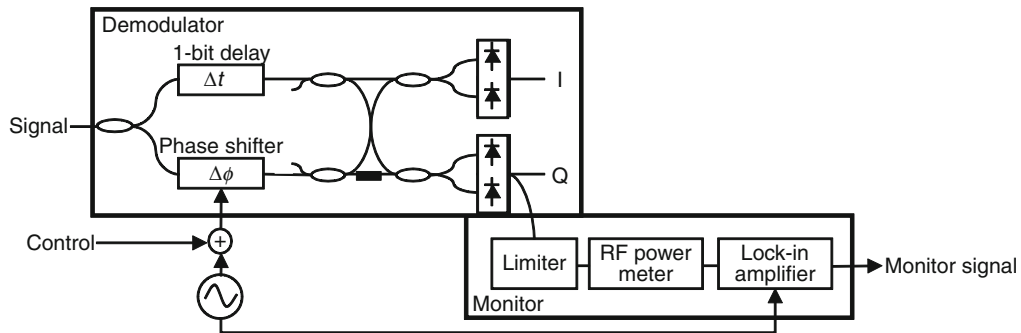 Demodulator
1-bit delay
Δt
I
Signal
Phase shifter
Δϕ
Q
Control
+
Limiter
RF power
meter
Lock-in
amplifier
Monitor signal
Monitor